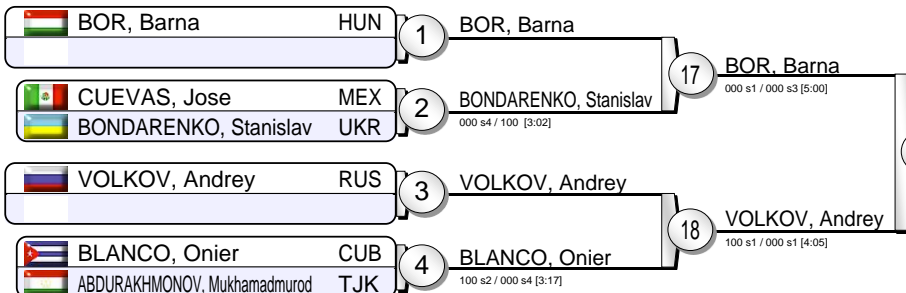 BOR, Barna HUN
1
BOR, Barna
CUEVAS, Jose MEX
BONDARENKO, Stanislav UKR
2
BONDARENKO, Stanislav
000 s4 / 100 [3:02]
17
BOR, Barna
000 s1 / 000 s3 [5:00]
VOLKOV, Andrey RUS
3
VOLKOV, Andrey
BLANCO, Onier CUB
ABDURAKHMONOV, Mukhamadmurod TJK
4
BLANCO, Onier
100 s2 / 000 s4 [3:17]
18
VOLKOV, Andrey
100 s1 / 000 s1 [4:05]